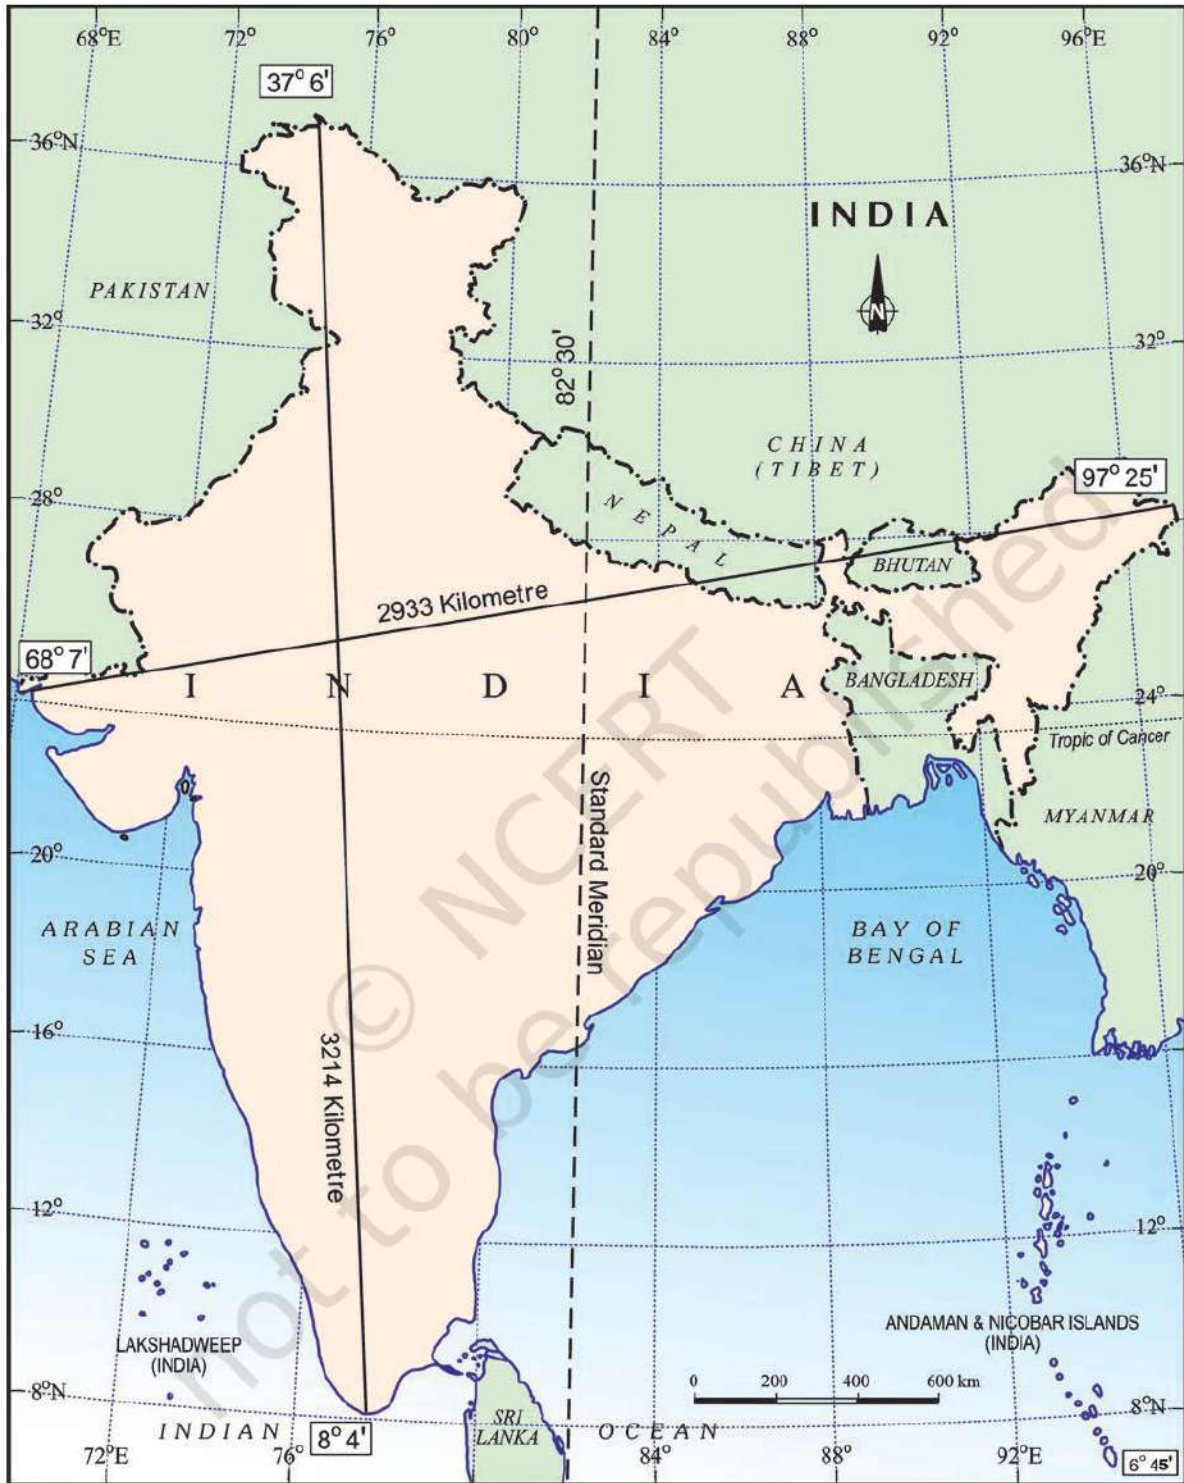 68°E 72° 76° 80° 84° 88° 92° 96°E
37° 6'
36°N
36°N
INDIA
N
PAKISTAN
32°
32°
82° 30'
CHINA
(TIBET)
97° 25'
28°
NEPAL
BHUTAN
2933 Kilometre
68° 7'
INDIA
BANGLADESH
24°
Tropic of Cancer
Standard Meridian
MYANMAR
20°
20°
ARABIAN
SEA
BAY OF
BENGAL
© NCERT
not to be republished
16°
3214 Kilometre
12°
12°
LAKSHADWEEP
(INDIA)
ANDAMAN & NICOBAR ISLANDS
(INDIA)
0 200 400 600 km
8°N
8°N
INDIAN OCEAN
8° 4'
SRI
LANKA
72°E 76° 84° 88° 92°E
6° 45'